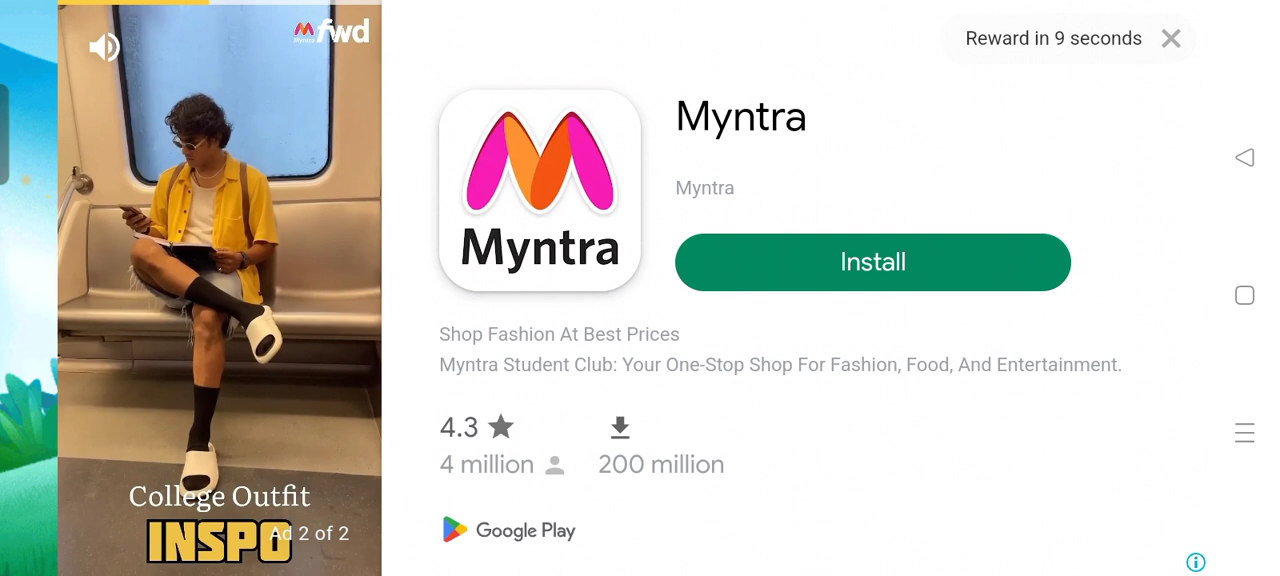 Myntra fwd
College Outfit
INSPO
Ad 2 of 2
Reward in 9 seconds
Myntra
Myntra
Myntra
Install
Shop Fashion At Best Prices
Myntra Student Club: Your One-Stop Shop For Fashion, Food, And Entertainment.
4.3
4 million
200 million
Google Play